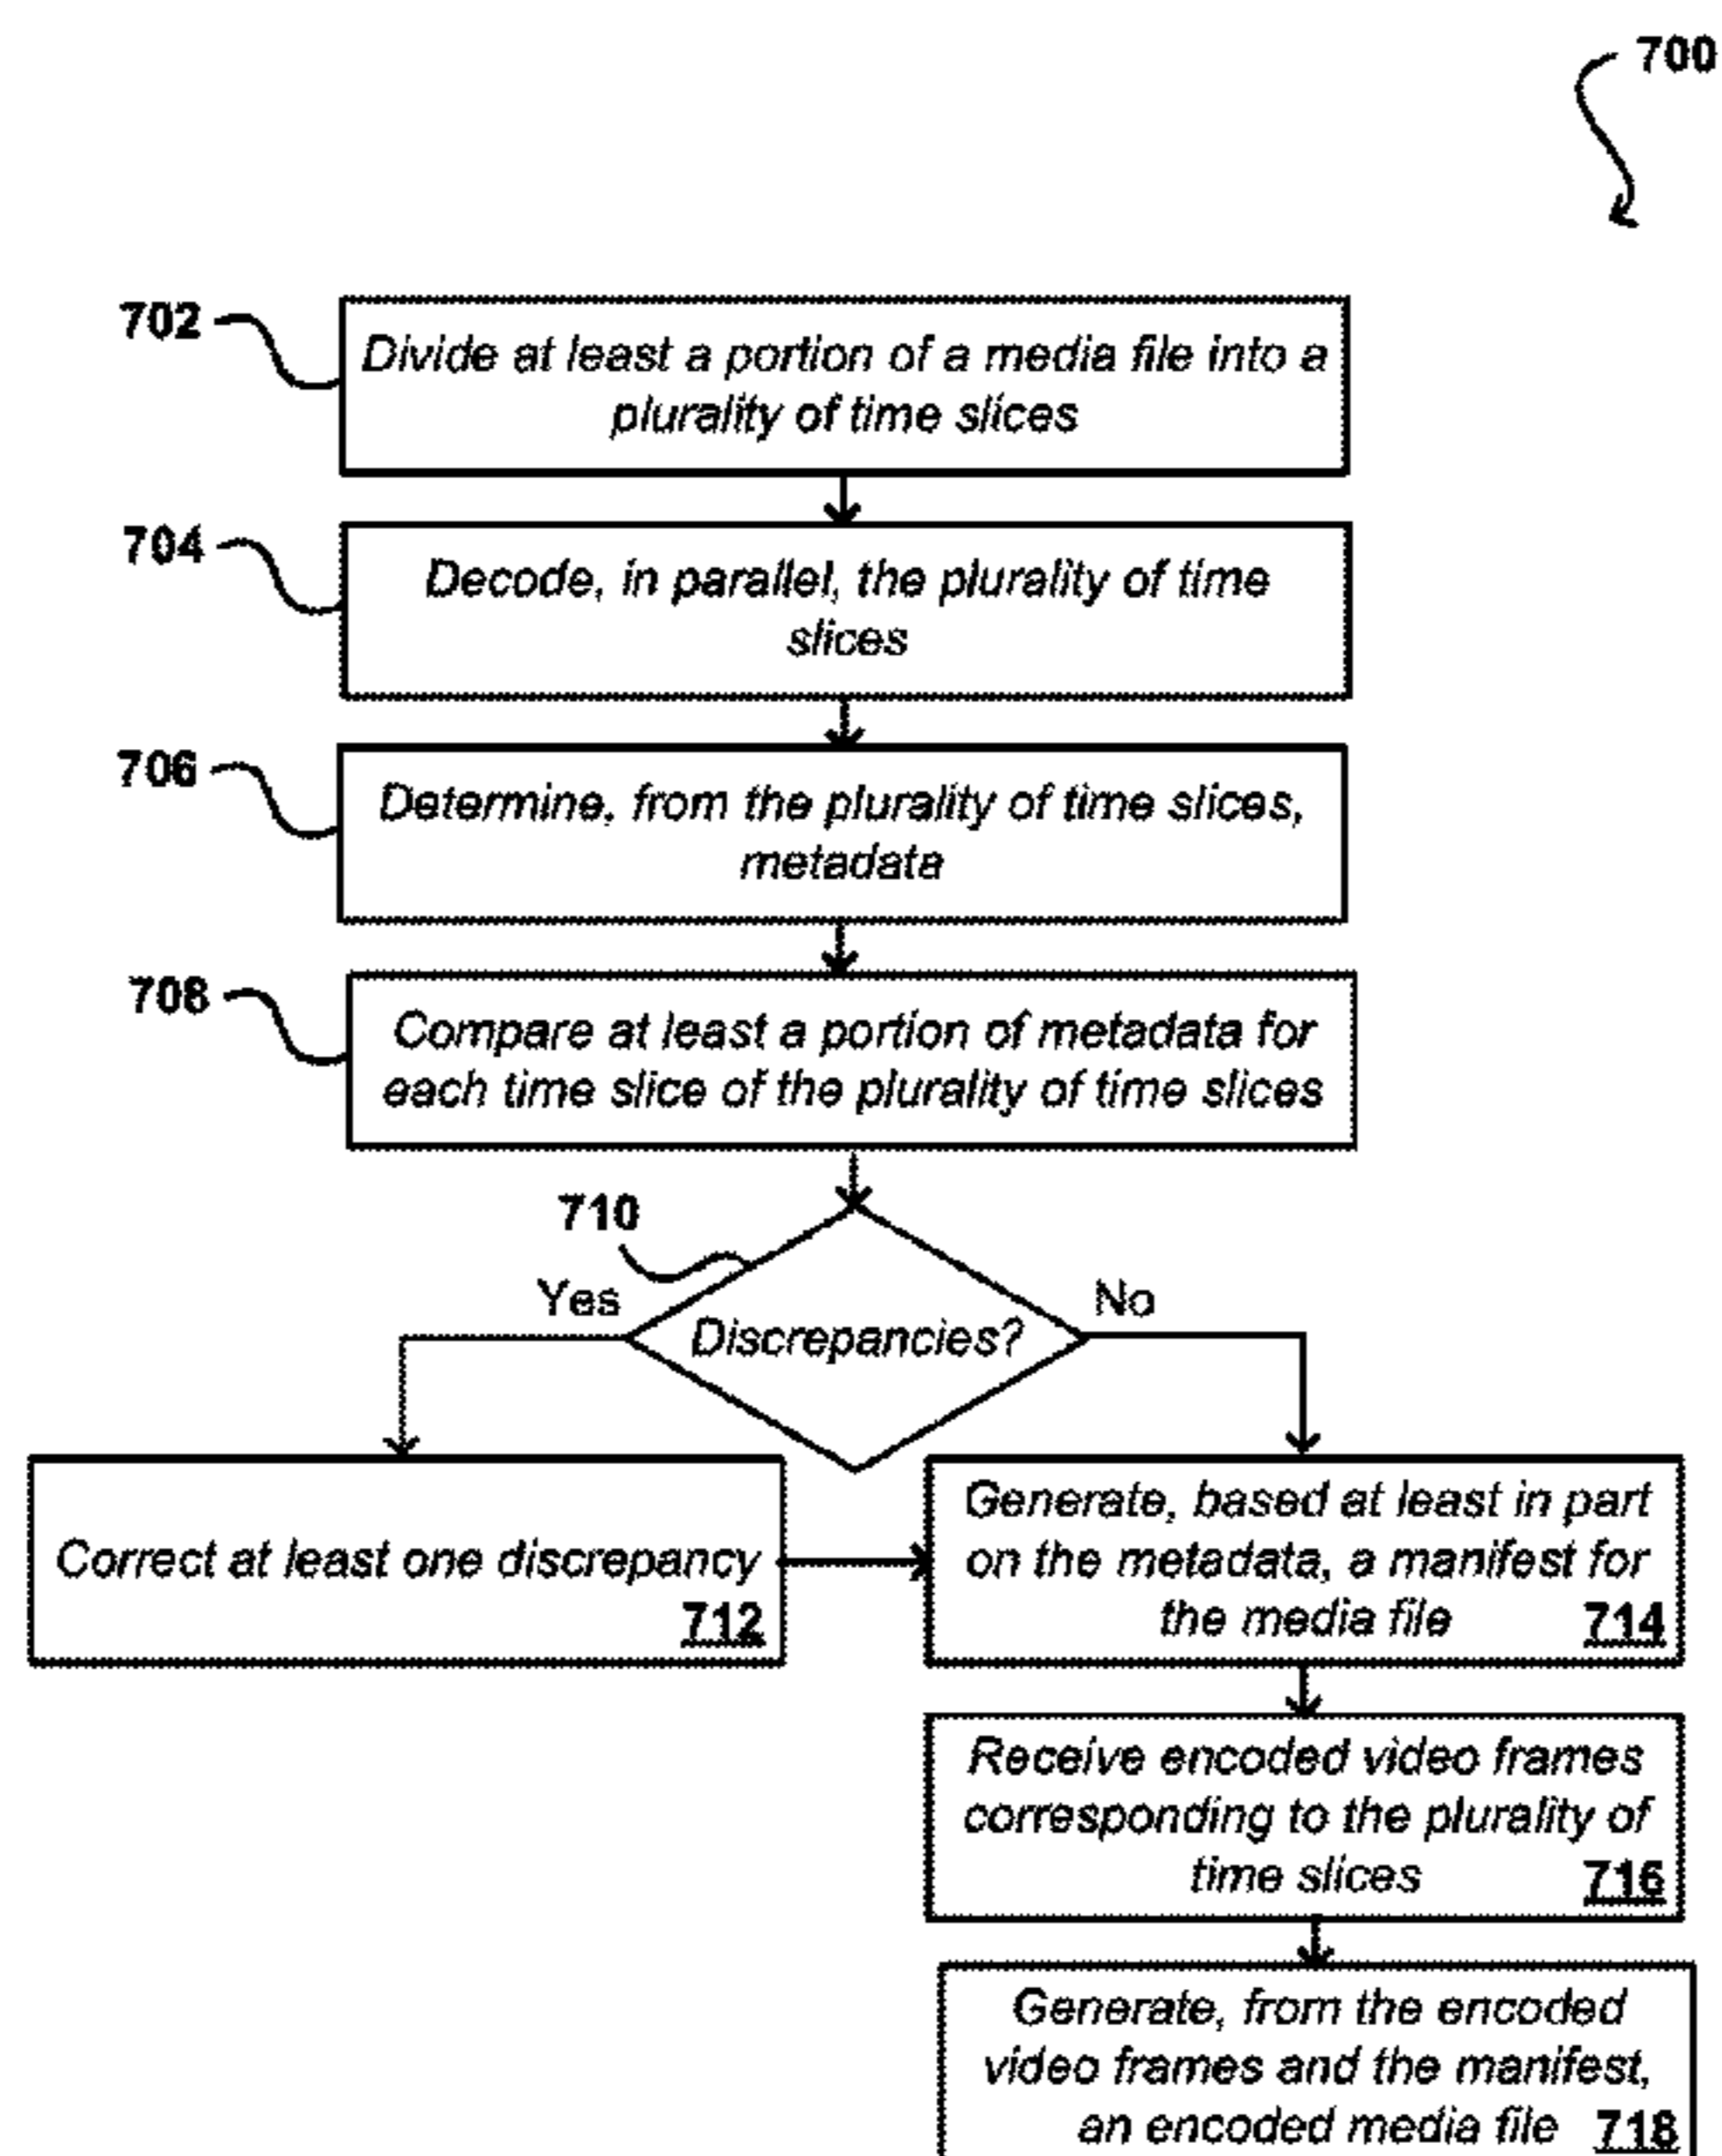 700
702
Divide at least a portion of a media file into a
plurality of time slices
704
Decode, in parallel, the plurality of time
slices
706
Determine, from the plurality of time slices,
metadata
708
Compare at least a portion of metadata for
each time slice of the plurality of time slices
710
Yes
No
Discrepancies?
Correct at least one discrepancy
712
Generate, based at least in part
on the metadata, a manifest for
the media file 714
Receive encoded video frames
corresponding to the plurality of
time slices 716
Generate, from the encoded
video frames and the manifest,
an encoded media file 718